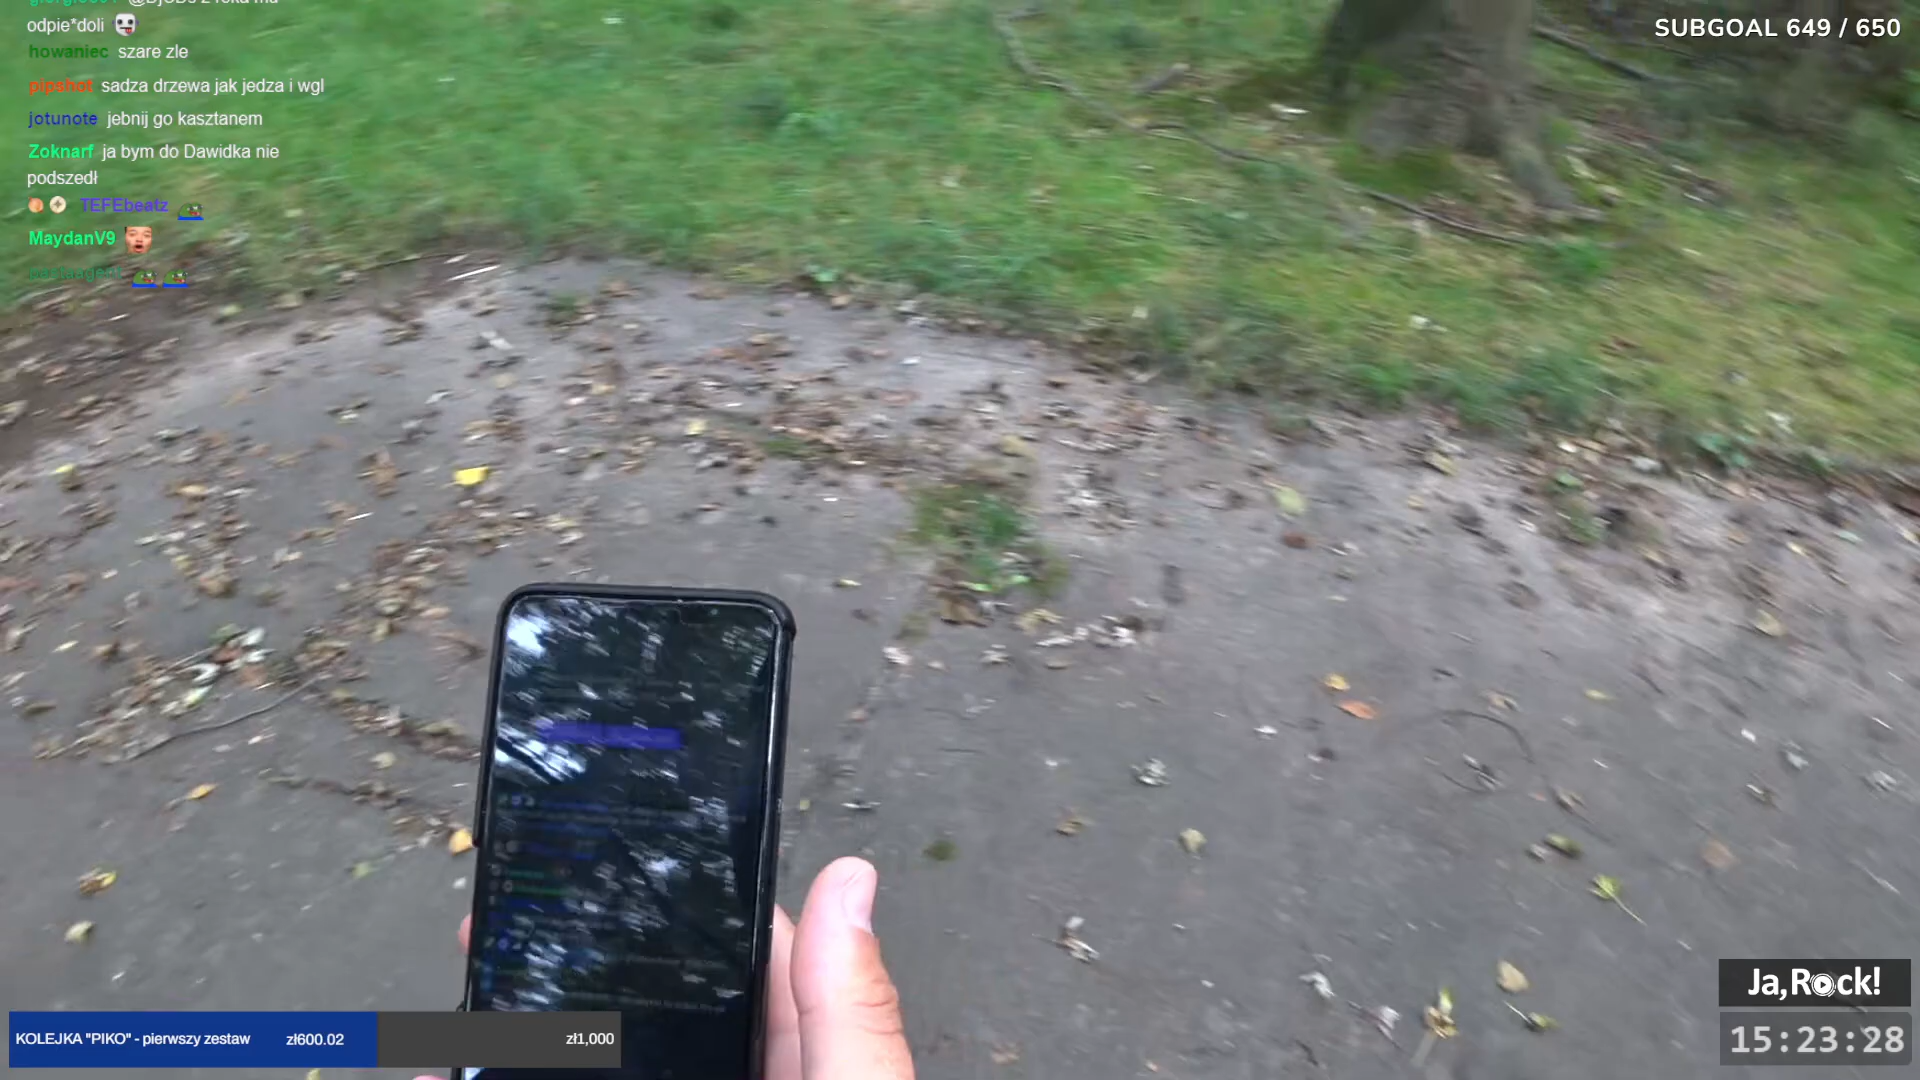 odpie*doli
howaniec szare zle
pipshot sadza drzewa jak jedza i wgl
jotunote jebnij go kasztanem
Zoknarf ja bym do Dawidka nie
podszedł
TEFEbeatz
MaydanV9
SUBGOAL 649 / 650
Ja,Rock!
15:23:28
KOLEJKA "PIKO" - pierwszy zestaw zł600.02 zł1,000